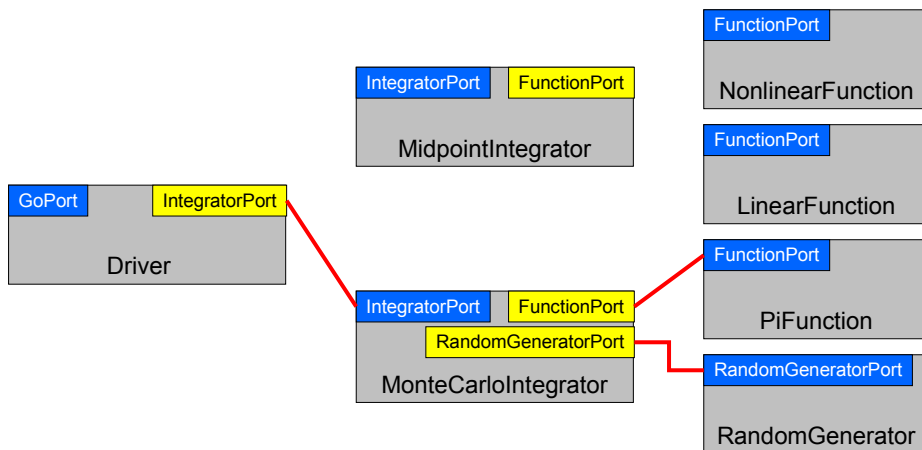 FunctionPort
NonlinearFunction
IntegratorPort FunctionPort
MidpointIntegrator
FunctionPort
LinearFunction
GoPort IntegratorPort
Driver
FunctionPort
PiFunction
IntegratorPort FunctionPort
RandomGeneratorPort
MonteCarloIntegrator
RandomGeneratorPort
RandomGenerator